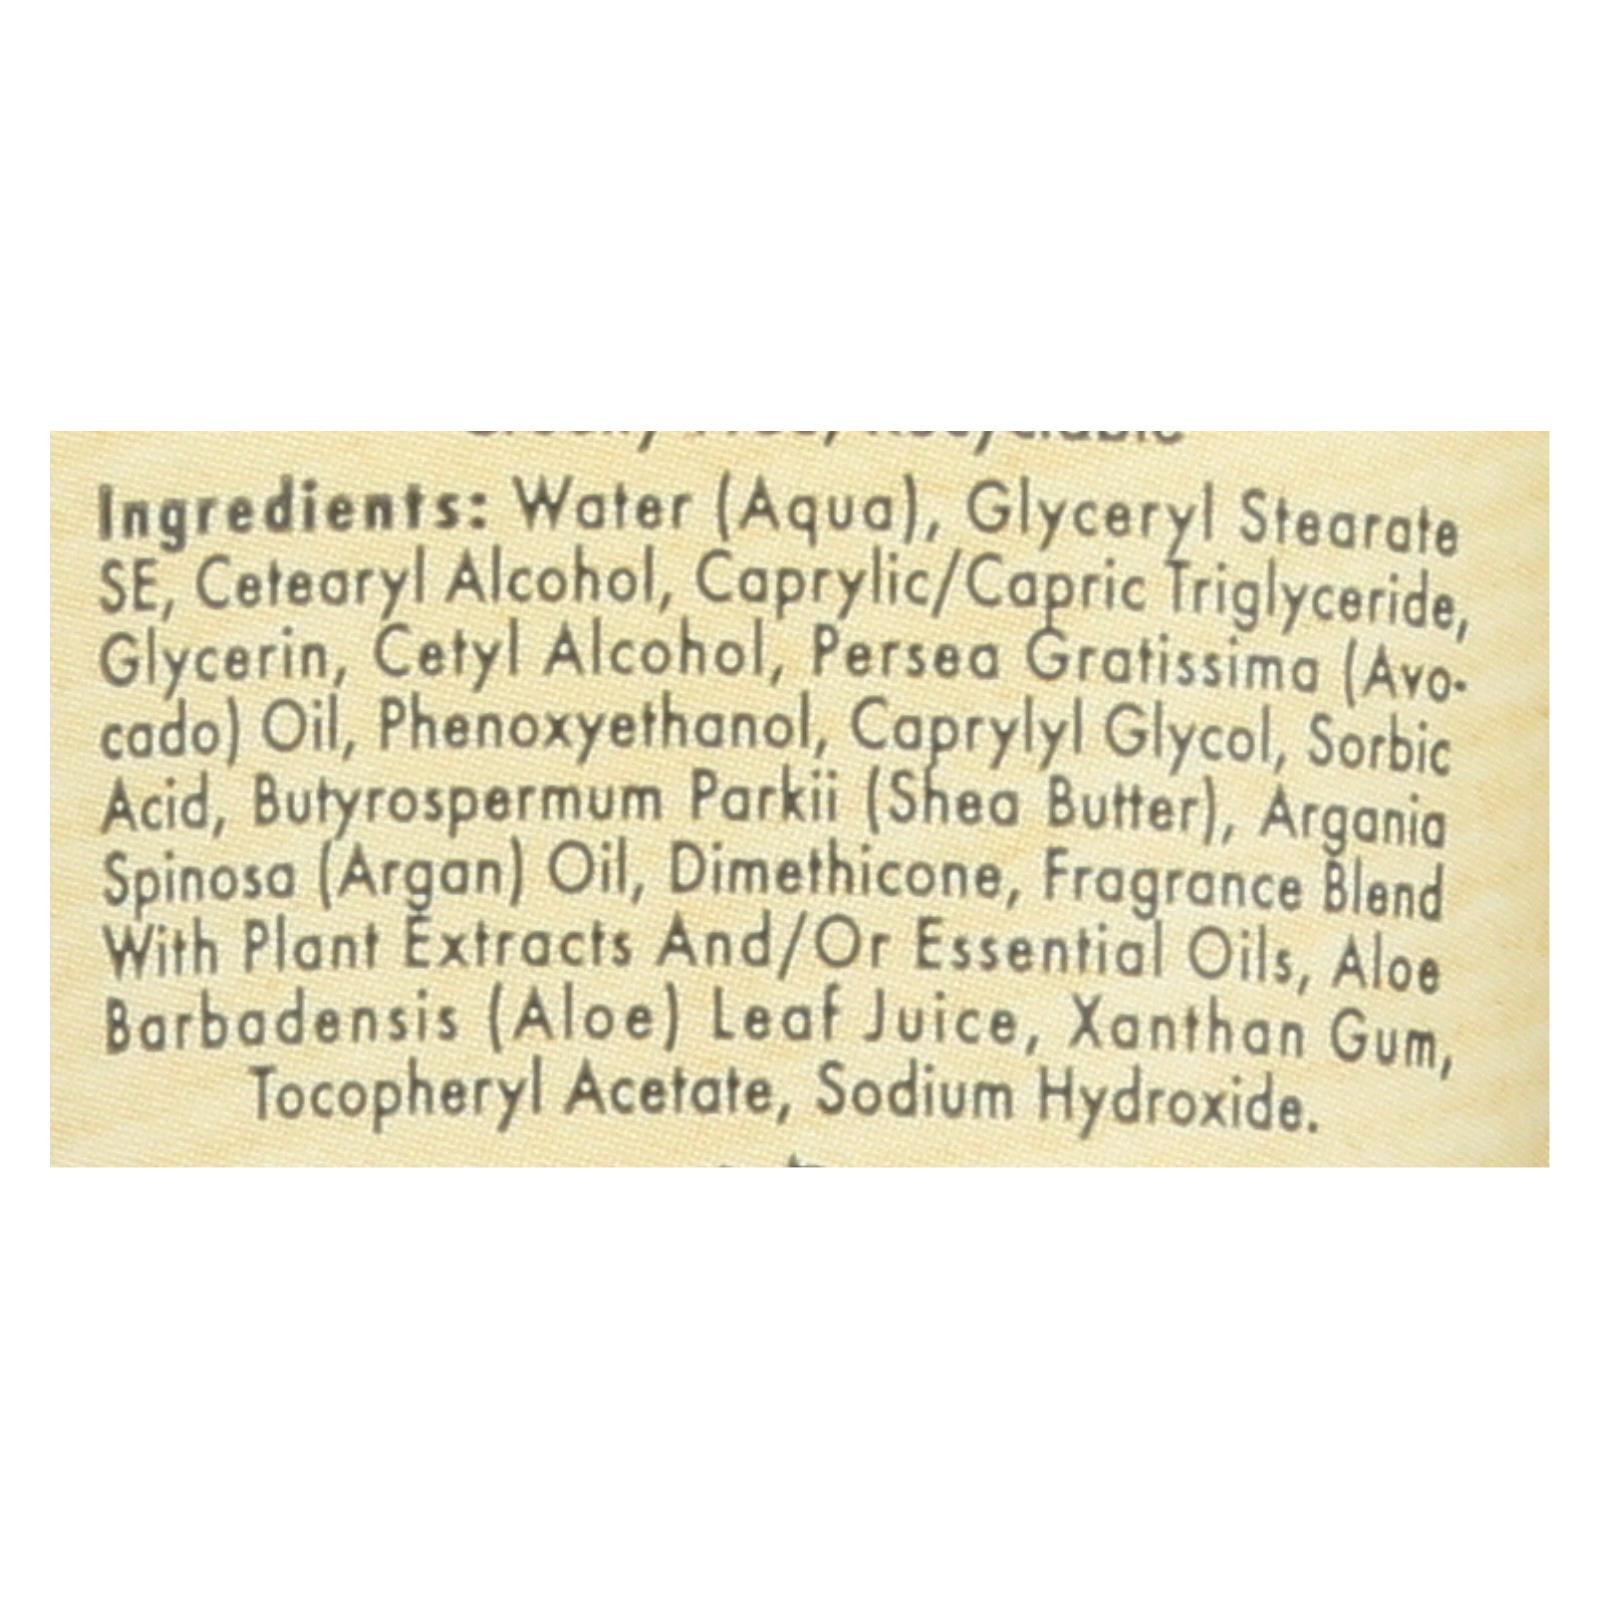 Ingredients: Water (Aqua), Glyceryl Stearate
SE, Cetearyl Alcohol, Caprylic/Capric Triglyceride,
Glycerin, Cetyl Alcohol, Persea Gratissima (Avo-
cado) Oil, Phenoxyethanol, Caprylyl Glycol, Sorbic
Acid, Butyrospermum Parkii (Shea Butter), Argania
Spinosa (Argan) Oil, Dimethicone, Fragrance Blend
With Plant Extracts And/Or Essential Oils, Aloe
Barbadensis (Aloe) Leaf Juice, Xanthan Gum,
Tocopheryl Acetate, Sodium Hydroxide.